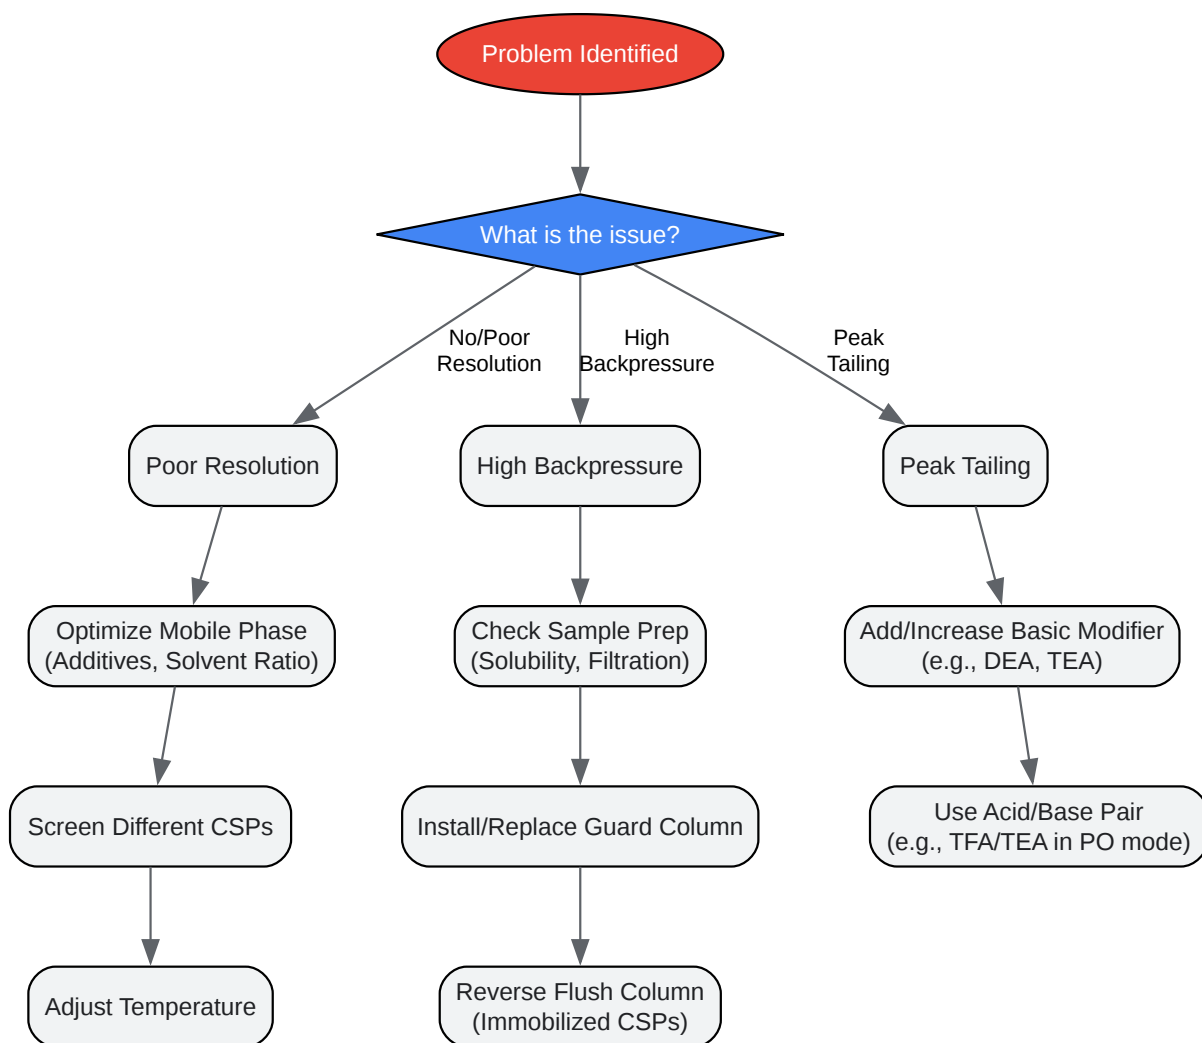 Problem Identified
What is the issue?
No/Poor
Resolution
High
Backpressure
Peak
Tailing
Poor Resolution
High Backpressure
Peak Tailing
Optimize Mobile Phase
(Additives, Solvent Ratio)
Check Sample Prep
(Solubility, Filtration)
Add/Increase Basic Modifier
(e.g., DEA, TEA)
Screen Different CSPs
Install/Replace Guard Column
Use Acid/Base Pair
(e.g., TFA/TEA in PO mode)
Adjust Temperature
Reverse Flush Column
(Immobilized CSPs)